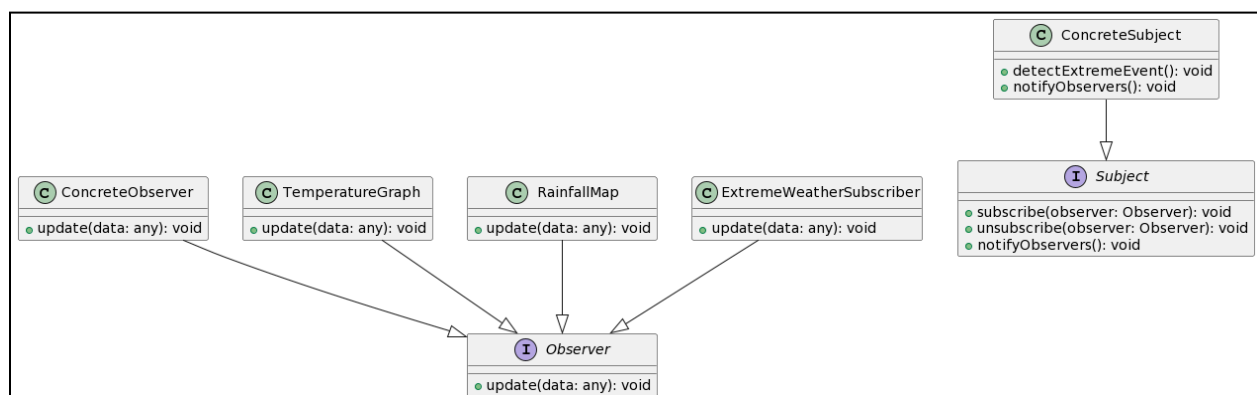 C ConcreteSubject
detectExtremeEvent(): void
notifyObservers(): void
C ConcreteObserver
update(data: any): void
C TemperatureGraph
update(data: any): void
C RainfallMap
update(data: any): void
C ExtremeWeatherSubscriber
update(data: any): void
I Subject
subscribe(observer: Observer): void
unsubscribe(observer: Observer): void
notifyObservers(): void
I Observer
update(data: any): void